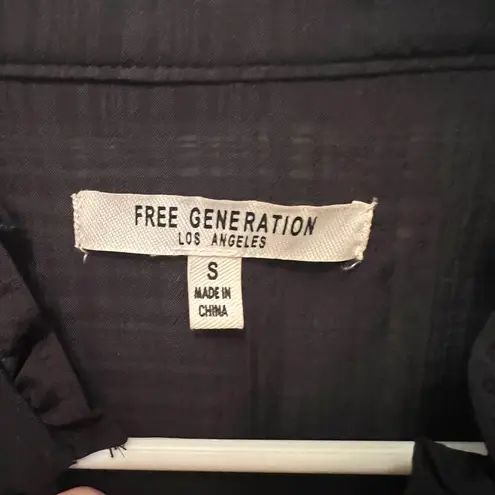 FREE GENERATION
LOS ANGELES
S
MADE IN
CHINA